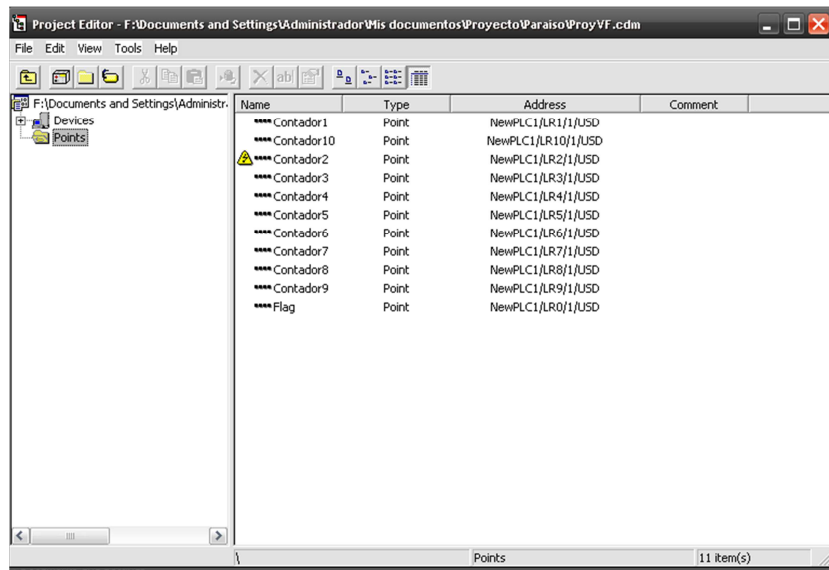 Project Editor - F:\Documents and Settings\Administrador\Mis documentos\Proyecto\Paraiso\ProyVF.cdm
File Edit View Tools Help
ab
F:\Documents and Settings\Administr.
Devices
Points
Name Type Address Comment
Contador1 Point NewPLC1/LR1/1/USD
Contador10 Point NewPLC1/LR10/1/USD
Contador2 Point NewPLC1/LR2/1/USD
Contador3 Point NewPLC1/LR3/1/USD
Contador4 Point NewPLC1/LR4/1/USD
Contador5 Point NewPLC1/LR5/1/USD
Contador6 Point NewPLC1/LR6/1/USD
Contador7 Point NewPLC1/LR7/1/USD
Contador8 Point NewPLC1/LR8/1/USD
Contador9 Point NewPLC1/LR9/1/USD
Flag Point NewPLC1/LR0/1/USD
\ Points 11 item(s)